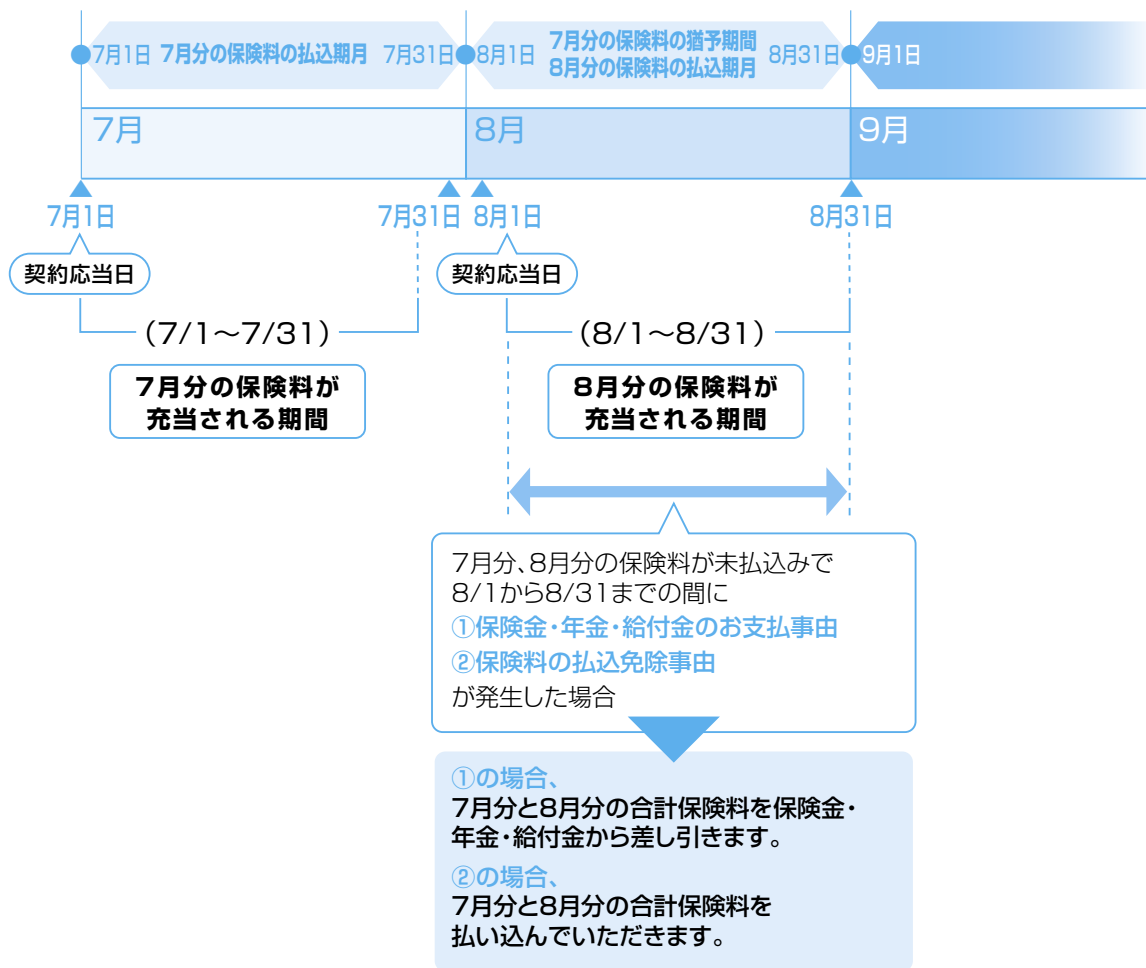 7月1日 7月分の保険料の払込期月 7月31日
8月1日 7月分の保険料の猶予期間
8月分の保険料の払込期月 8月31日
9月1日
7月
8月
9月
7月1日
7月31日
8月1日
8月31日
契約応当日
契約応当日
（7/1～7/31）
（8/1～8/31）
7月分の保険料が
充当される期間
8月分の保険料が
充当される期間
7月分、8月分の保険料が未払込みで
8/1から8/31までの間に
①保険金・年金・給付金のお支払事由
②保険料の払込免除事由
が発生した場合
①の場合、
7月分と8月分の合計保険料を保険金・
年金・給付金から差し引きます。
②の場合、
7月分と8月分の合計保険料を
払い込んでいただきます。